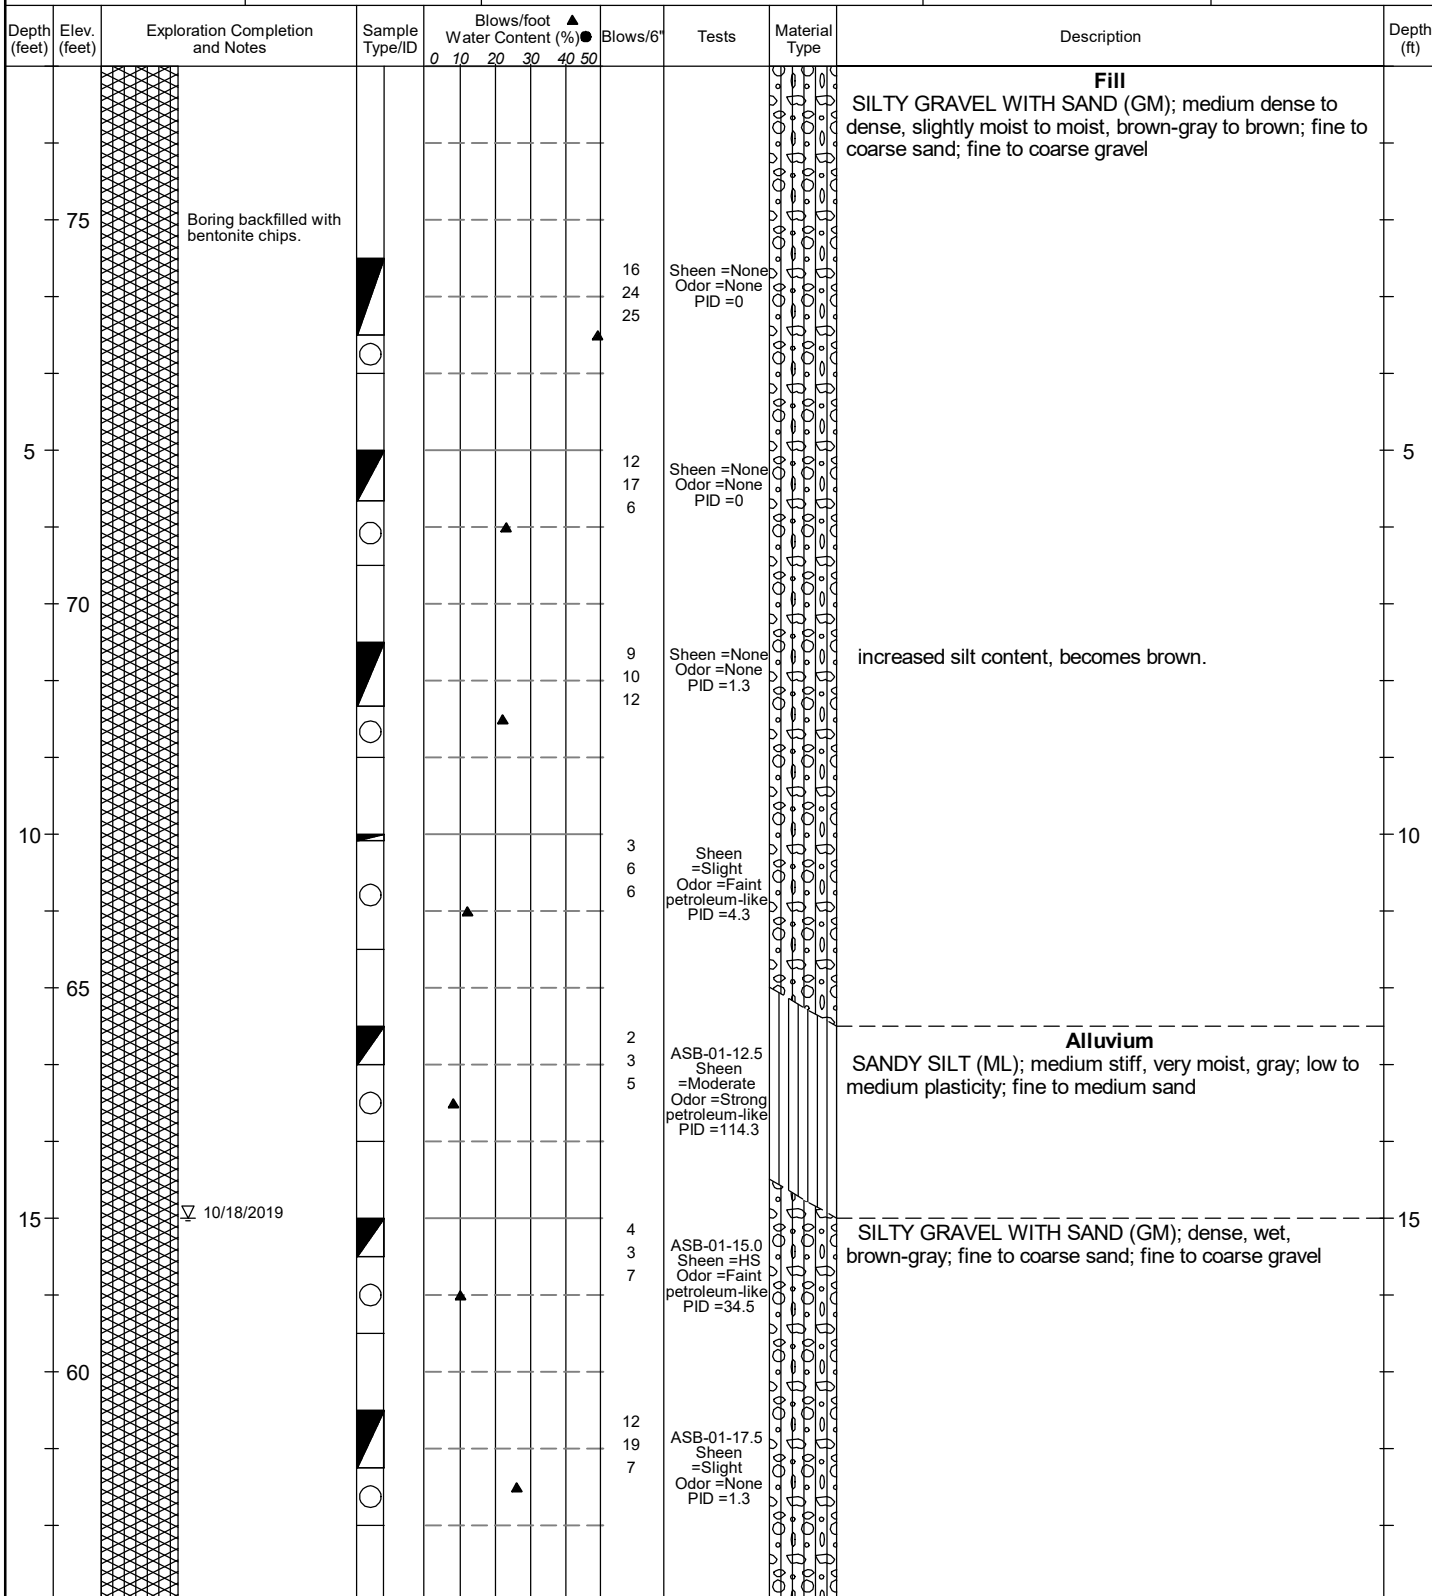 Depth
(feet)
Elev.
(feet)
Exploration Completion
and Notes
Sample
Type/ID
Blows/foot ▲
Water Content (%)●
0 10 20 30 40 50
Blows/6"
Tests
Material
Type
Description
Depth
(ft)
Fill
SILTY GRAVEL WITH SAND (GM); medium dense to
dense, slightly moist to moist, brown-gray to brown; fine to
coarse sand; fine to coarse gravel
75
Boring backfilled with
bentonite chips.
16
24
25
Sheen =None
Odor =None
PID =0
5
12
17
6
Sheen =None
Odor =None
PID =0
5
70
9
10
12
Sheen =None
Odor =None
PID =1.3
increased silt content, becomes brown.
10
3
6
6
Sheen
=Slight
Odor =Faint
petroleum-like
PID =4.3
10
65
2
3
5
ASB-01-12.5
Sheen
=Moderate
Odor =Strong
petroleum-like
PID =114.3
Alluvium
SANDY SILT (ML); medium stiff, very moist, gray; low to
medium plasticity; fine to medium sand
15
10/18/2019
4
3
7
ASB-01-15.0
Sheen =HS
Odor =Faint
petroleum-like
PID =34.5
SILTY GRAVEL WITH SAND (GM); dense, wet,
brown-gray; fine to coarse sand; fine to coarse gravel
15
60
12
19
7
ASB-01-17.5
Sheen
=Slight
Odor =None
PID =1.3